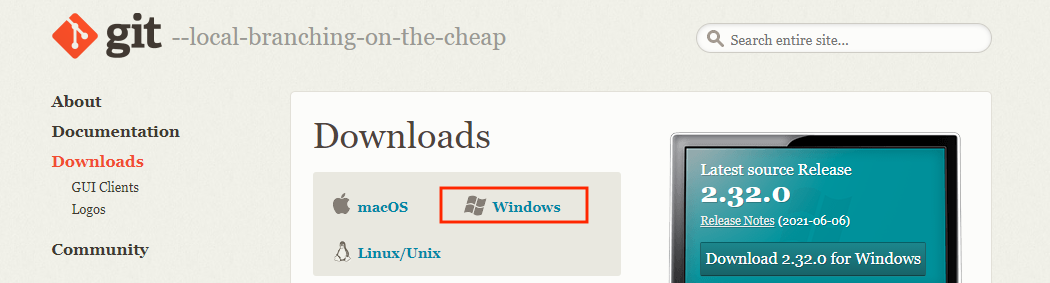 git --local-branching-on-the-cheap
Search entire site...
About
Documentation
Downloads
GUI Clients
Logos
Community
Downloads
macOS
Windows
Linux/Unix
Latest source Release
2.32.0
Release Notes (2021-06-06)
Download 2.32.0 for Windows